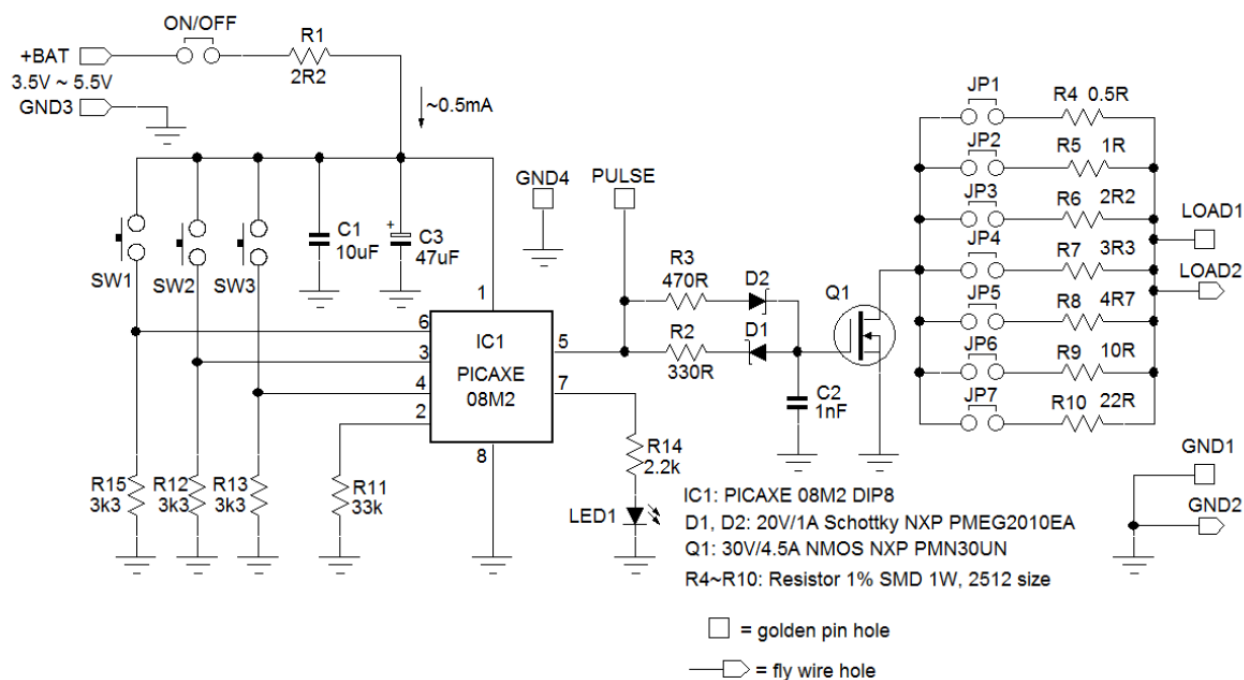 ON/OFF
R1
+BAT
2R2
3.5V ~ 5.5V
GND3
~0.5mA
JP1
R4 0.5R
JP2
R5 1R
JP3
R6 2R2
JP4
R7 3R3
JP5
R8 4R7
JP6
R9 10R
JP7
R10 22R
LOAD1
LOAD2
GND4
PULSE
SW1
SW2
SW3
C1
10uF
+
C3
47uF
R3
470R
D2
D1
R2
330R
Q1
C2
1nF
1
6
3
4
2
5
7
8
IC1
PICAXE
08M2
R15
3k3
R12
3k3
R13
3k3
R11
33k
R14
2.2k
LED1
GND1
GND2
IC1: PICAXE 08M2 DIP8
D1, D2: 20V/1A Schottky NXP PMEG2010EA
Q1: 30V/4.5A NMOS NXP PMN30UN
R4~R10: Resistor 1% SMD 1W, 2512 size
= golden pin hole
= fly wire hole